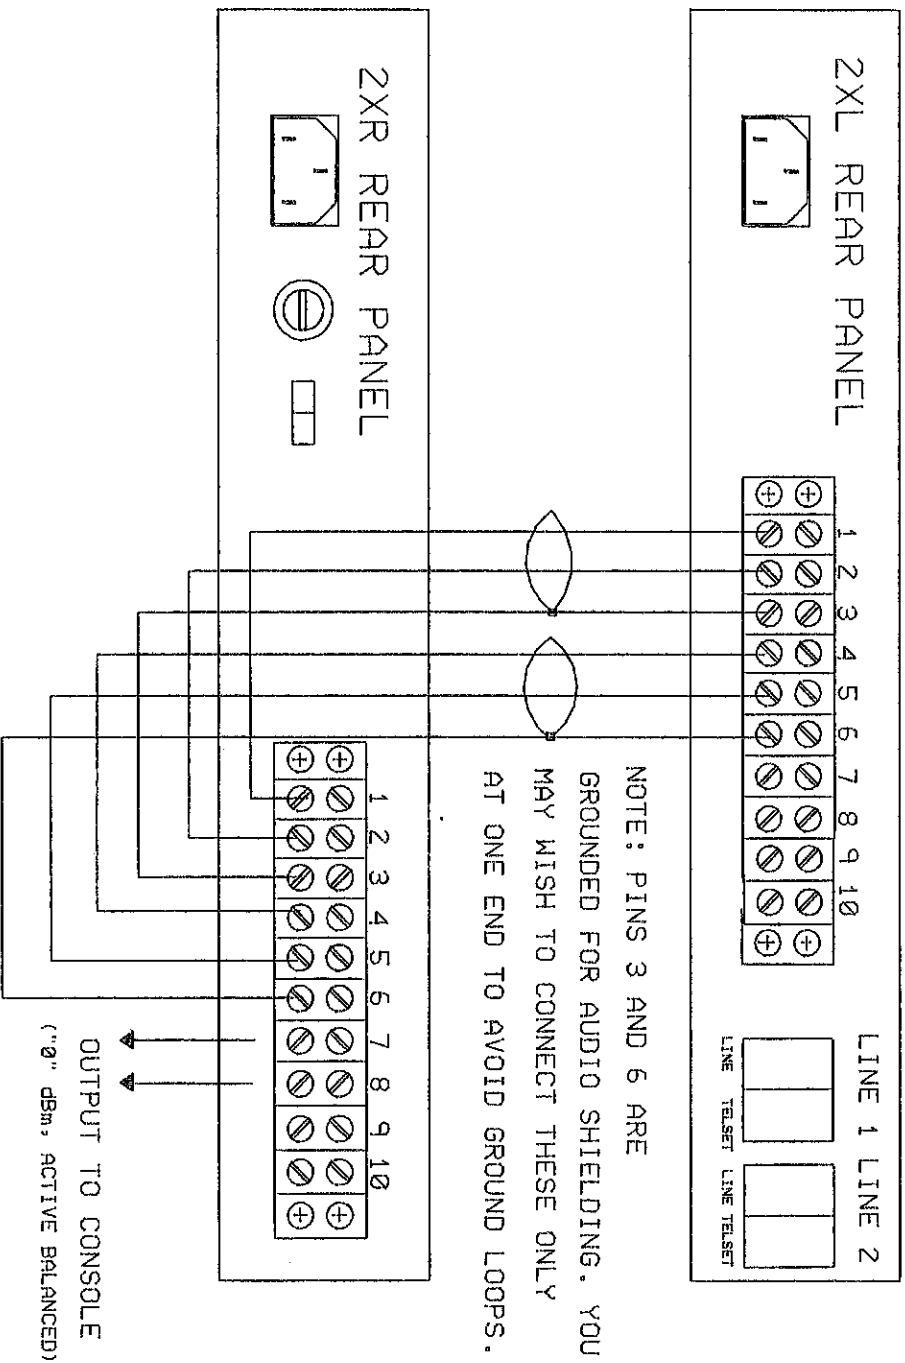 2XL REAR PANEL
1 2 3 4 5 6 7 8 9 10
LINE 1 LINE 2
LINE TELSET
LINE TELSET
NOTE: PINS 3 AND 6 ARE
GROUNDED FOR AUDIO SHIELDING. YOU
MAY WISH TO CONNECT THESE ONLY
AT ONE END TO AVOID GROUND LOOPS.
2XR REAR PANEL
1 2 3 4 5 6 7 8 9 10
OUTPUT TO CONSOLE
("0" dBm, ACTIVE BALANCED)